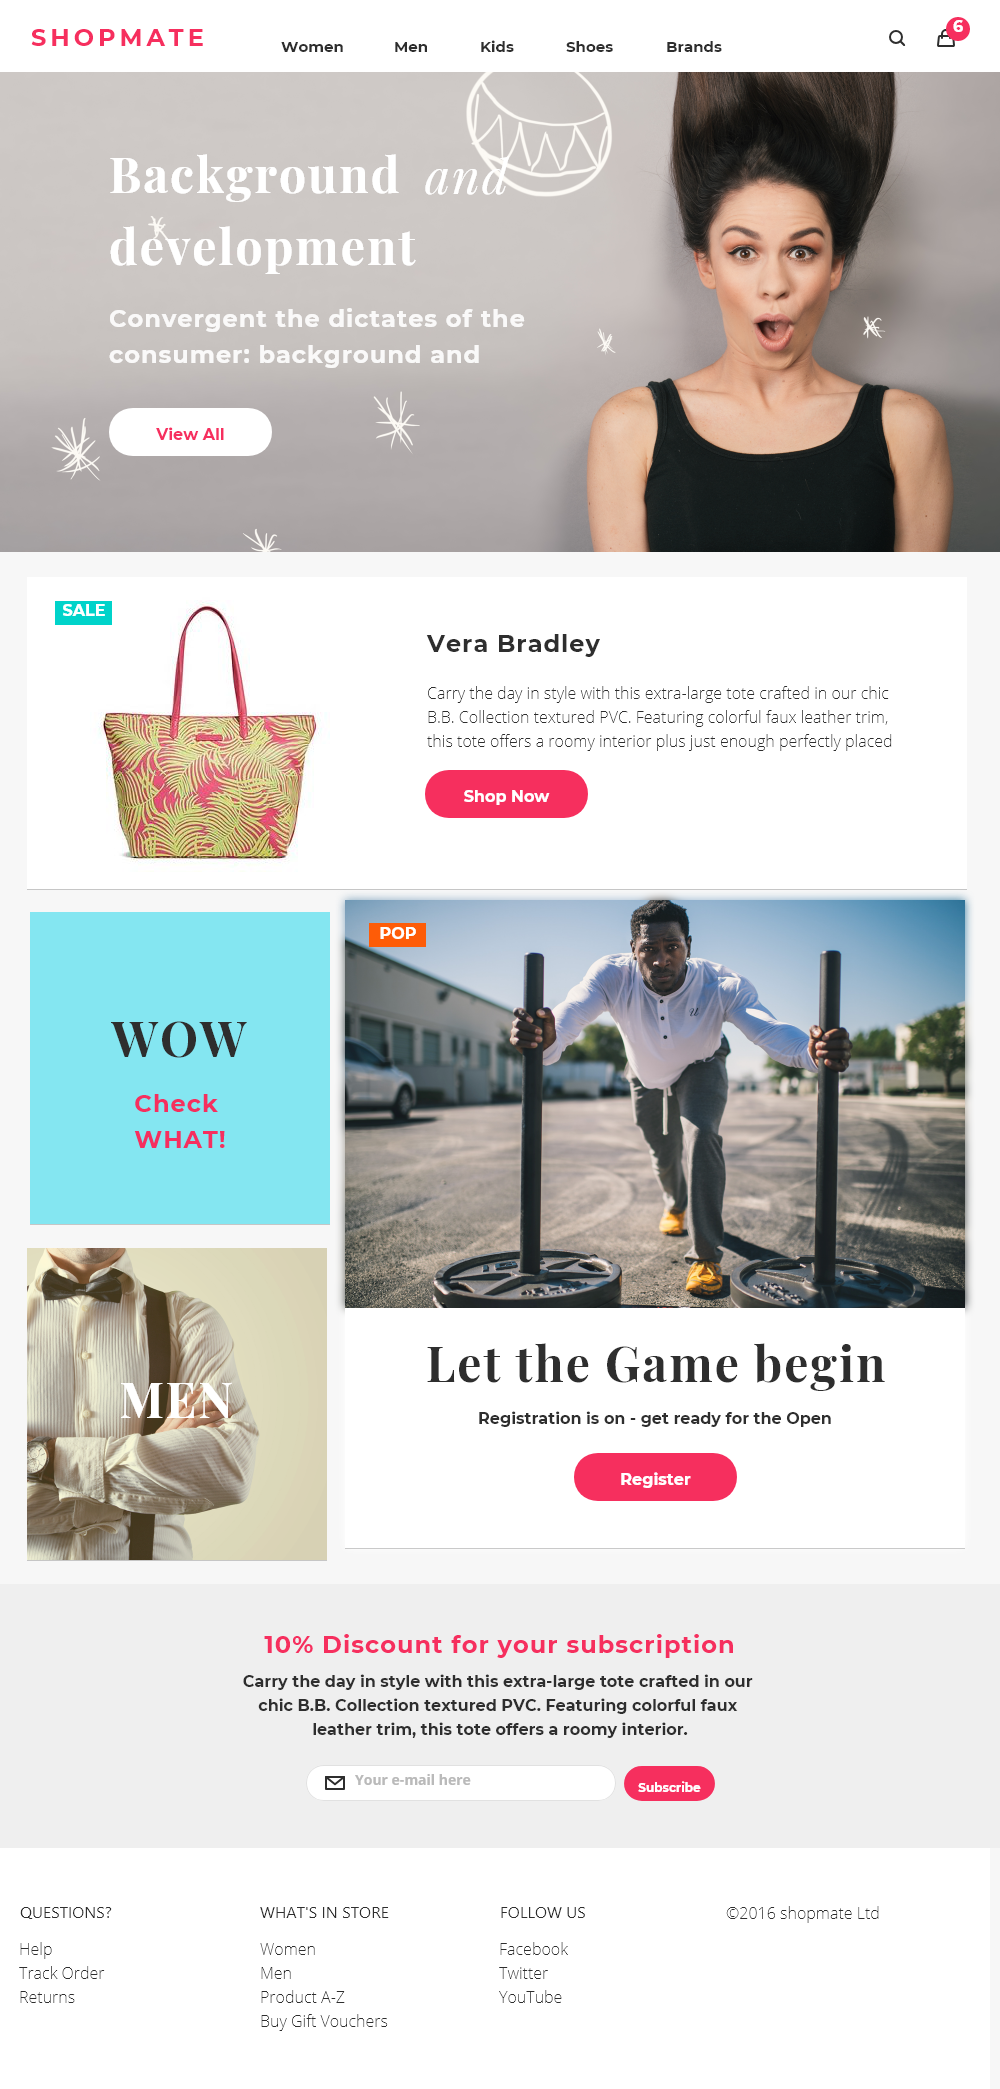 SHOPMATE
Women Men Kids Shoes Brands
6
Background and
development
Convergent the dictates of the
consumer: background and
View All
SALE
Vera Bradley
Carry the day in style with this extra-large tote crafted in our chic
B.B. Collection textured PVC. Featuring colorful faux leather trim,
this tote offers a roomy interior plus just enough perfectly placed
Shop Now
WOW
Check
WHAT!
MEN
POP
Let the Game begin
Registration is on - get ready for the Open
Register
10% Discount for your subscription
Carry the day in style with this extra-large tote crafted in our
chic B.B. Collection textured PVC. Featuring colorful faux
leather trim, this tote offers a roomy interior.
Your e-mail here
Subscribe
QUESTIONS?
Help
Track Order
Returns
WHAT'S IN STORE
Women
Men
Product A-Z
Buy Gift Vouchers
FOLLOW US
Facebook
Twitter
YouTube
©2016 shopmate Ltd